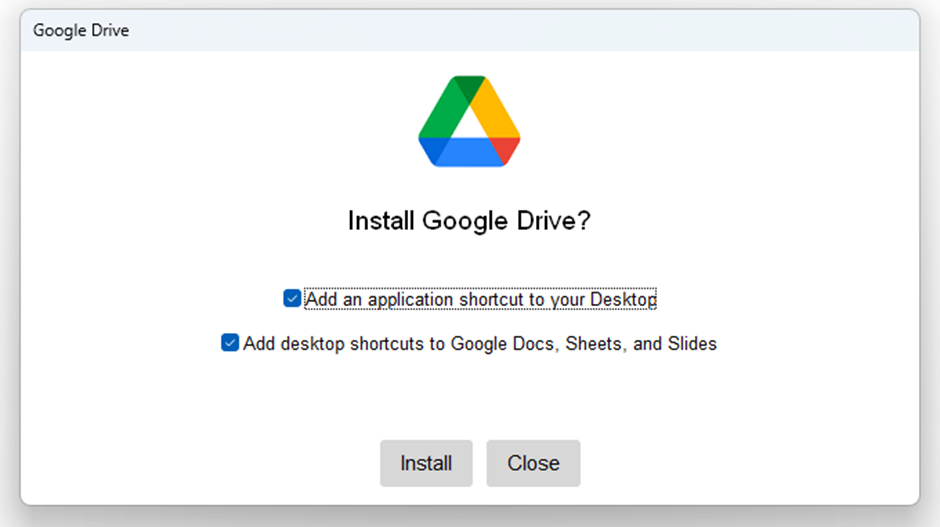 Google Drive
Install Google Drive?
Add an application shortcut to your Desktop
Add desktop shortcuts to Google Docs, Sheets, and Slides
Install Close